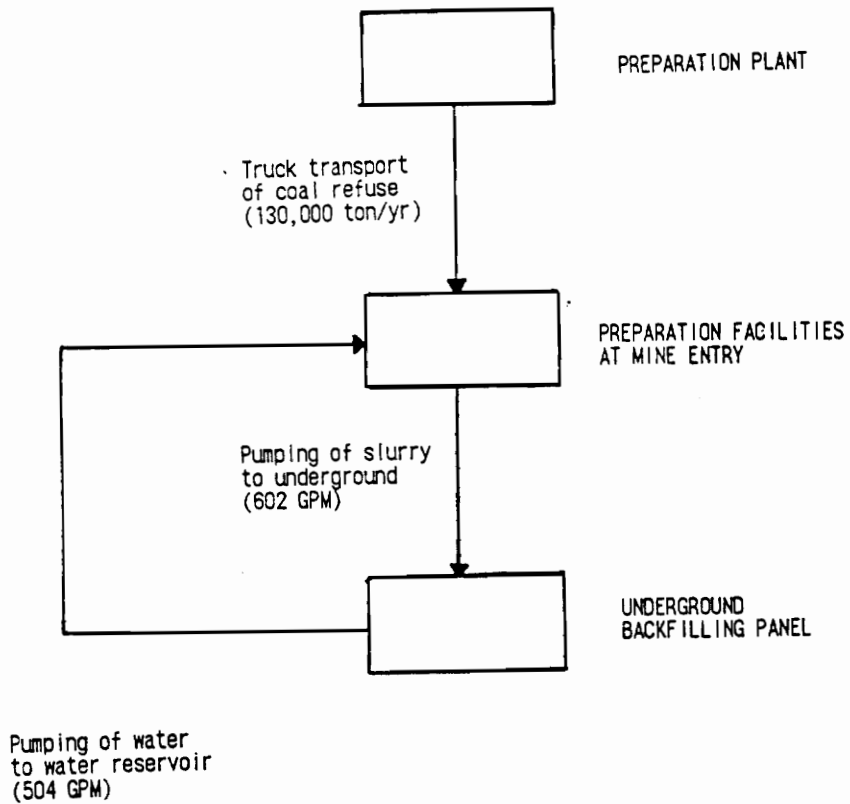 PREPARATION PLANT
Truck transport
of coal refuse
(130,000 ton/yr)
PREPARATION FACILITIES
AT MINE ENTRY
Pumping of slurry
to underground
(602 GPM)
UNDERGROUND
BACKFILLING PANEL
Pumping of water
to water reservoir
(504 GPM)